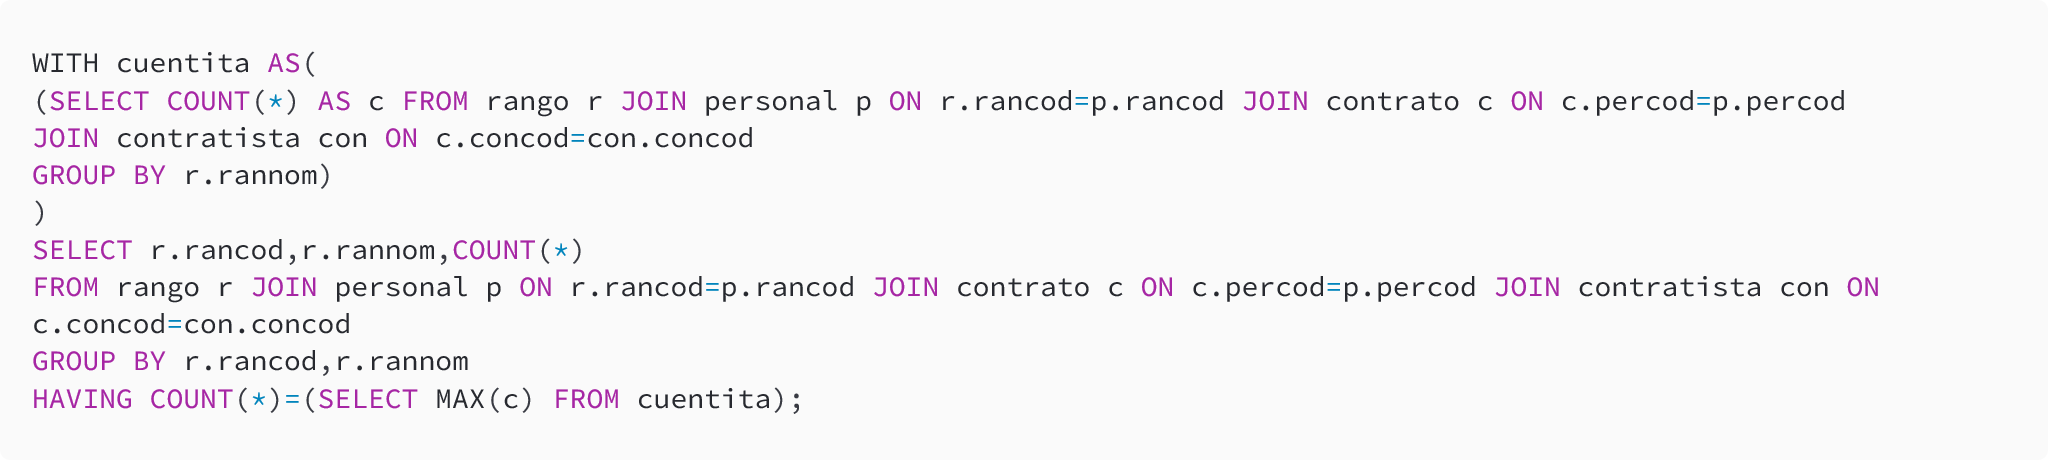 WITH cuentita AS(
(SELECT COUNT(*) AS c FROM rango r JOIN personal p ON r.rancod=p.rancod JOIN contrato c ON c.percod=p.percod
JOIN contratista con ON c.concod=con.concod
GROUP BY r.rannom)
)
SELECT r.rancod,r.rannom,COUNT(*)
FROM rango r JOIN personal p ON r.rancod=p.rancod JOIN contrato c ON c.percod=p.percod JOIN contratista con ON
c.concod=con.concod
GROUP BY r.rancod,r.rannom
HAVING COUNT(*)=(SELECT MAX(c) FROM cuentita);